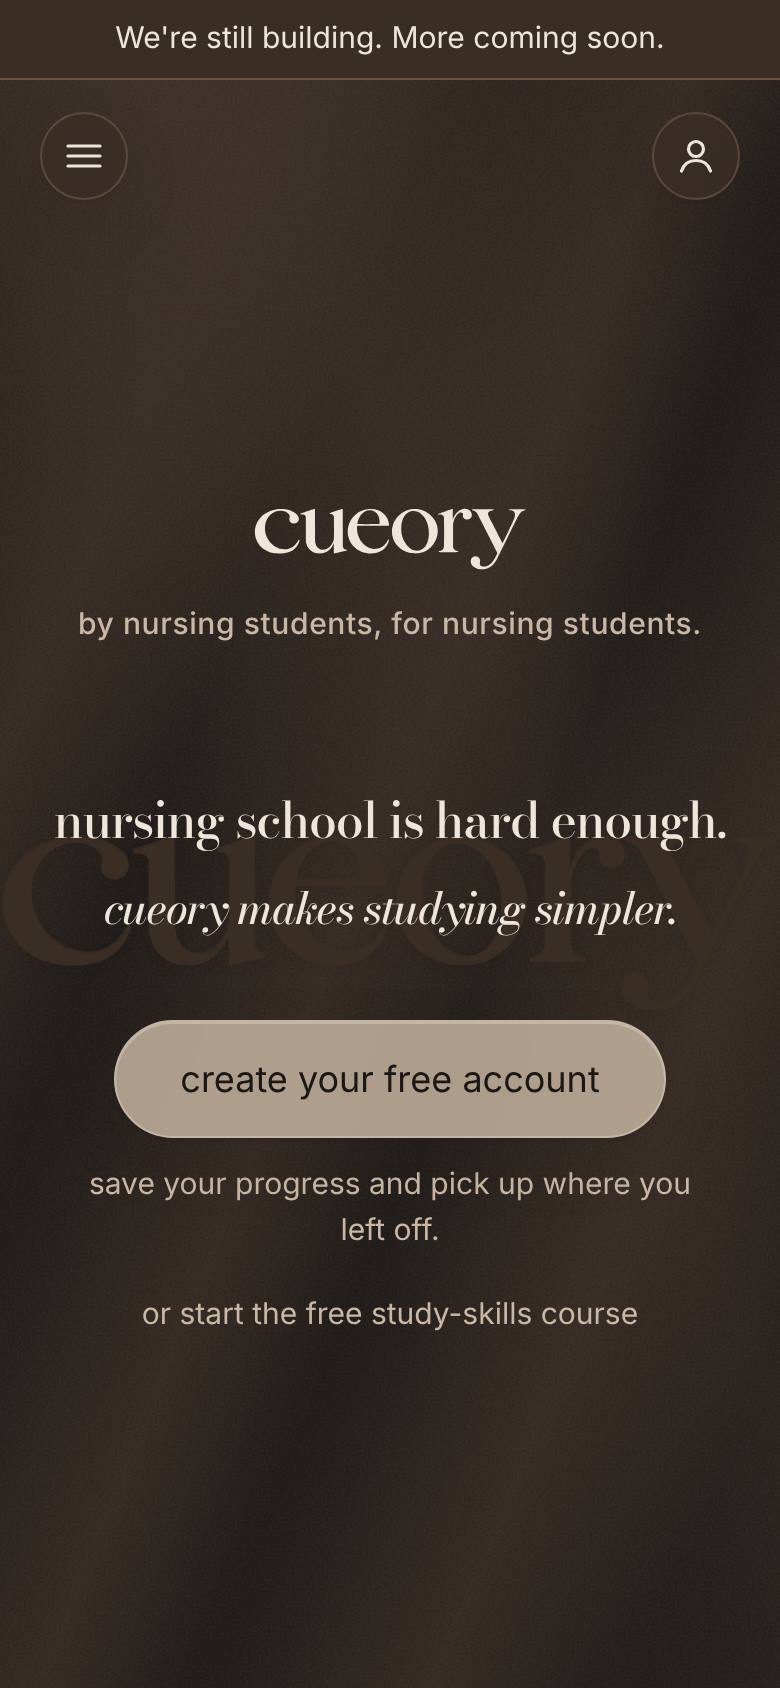 We're still building. More coming soon.
cueory
by nursing students, for nursing students.
nursing school is hard enough.
cueory
cueory makes studying simpler.
create your free account
save your progress and pick up where you
left off.
or start the free study-skills course